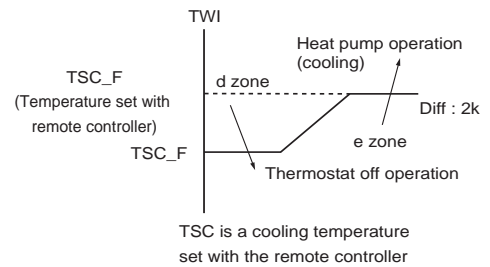 TWI
Heat pump operation
(cooling)
TSC_F
(Temperature set with
remote controller)
d zone
Diff : 2k
e zone
TSC_F
Thermostat off operation
TSC is a cooling temperature
set with the remote controller